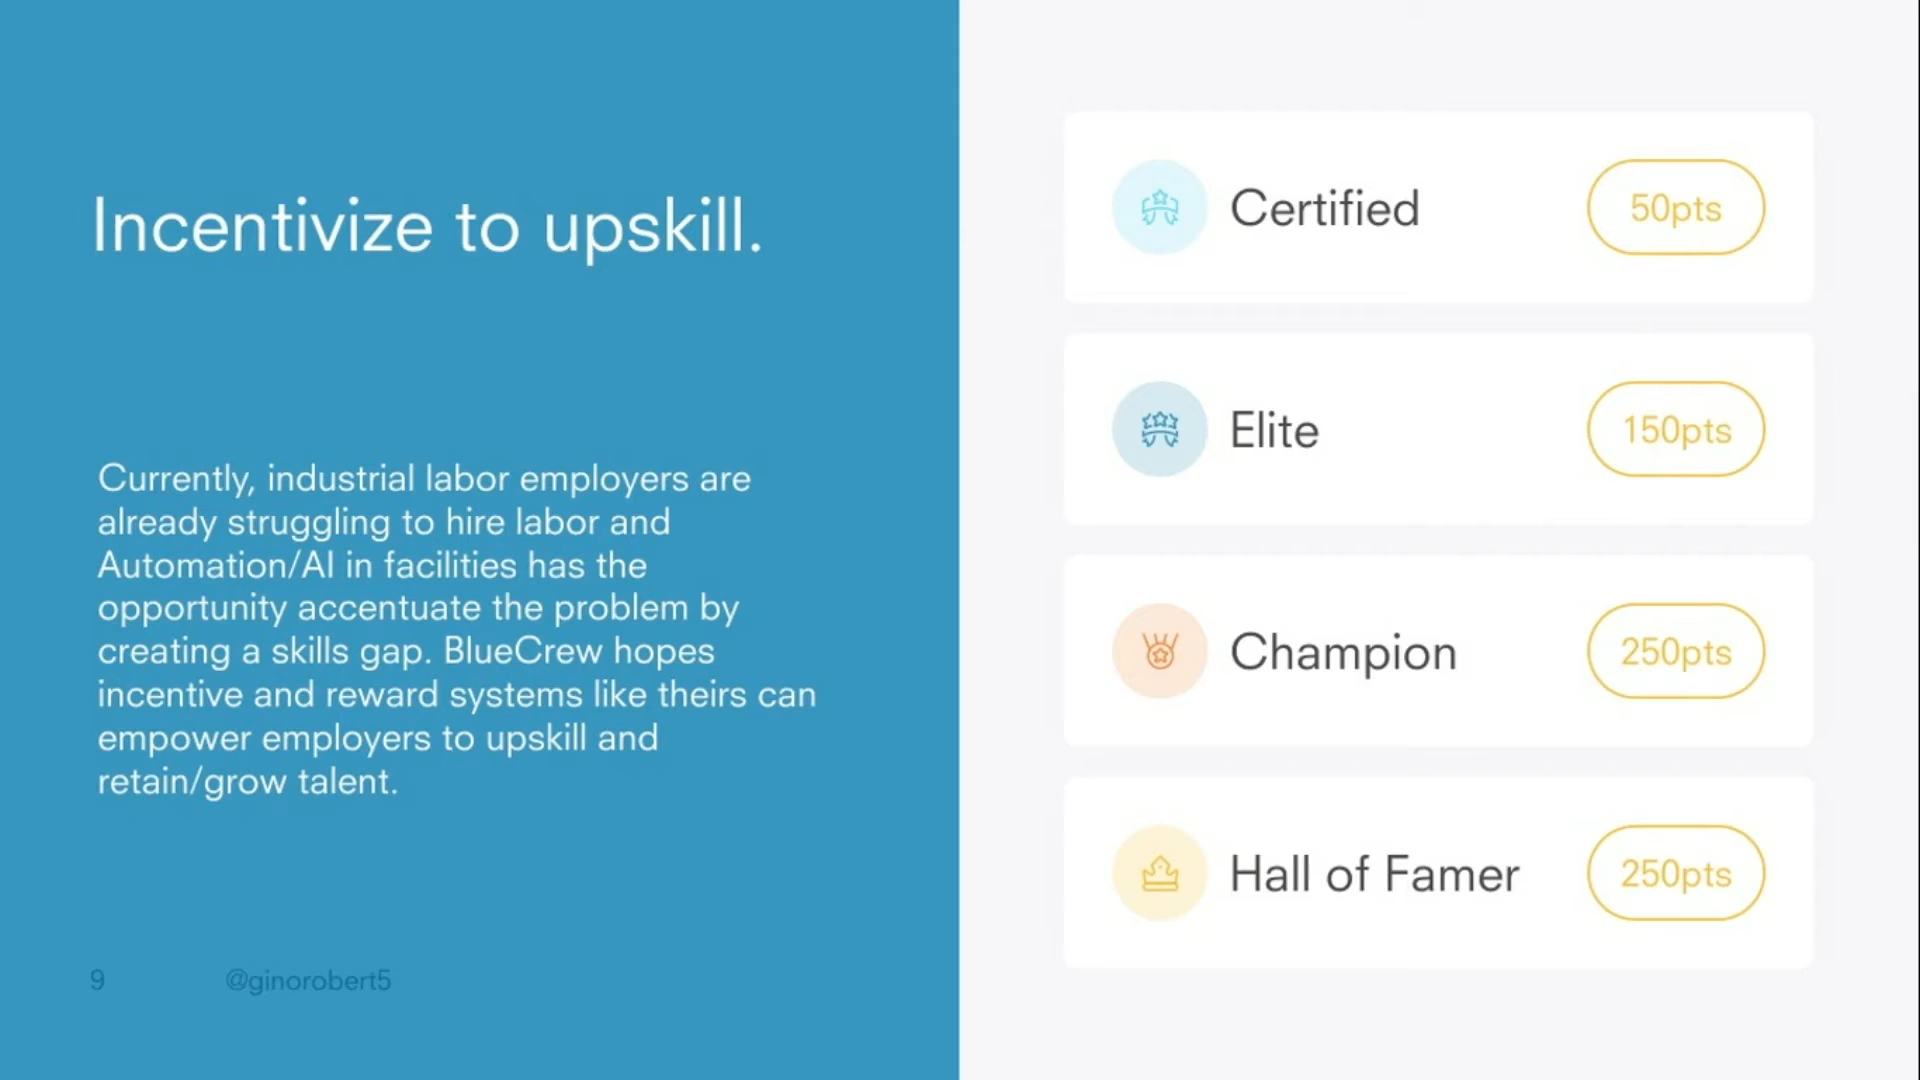 Incentivize to upskill.
Currently, industrial labor employers are
already struggling to hire labor and
Automation/AI in facilities has the
opportunity accentuate the problem by
creating a skills gap. BlueCrew hopes
incentive and reward systems like theirs can
empower employers to upskill and
retain/grow talent.
9 @ginorobert5
Certified 50pts
Elite 150pts
Champion 250pts
Hall of Famer 250pts